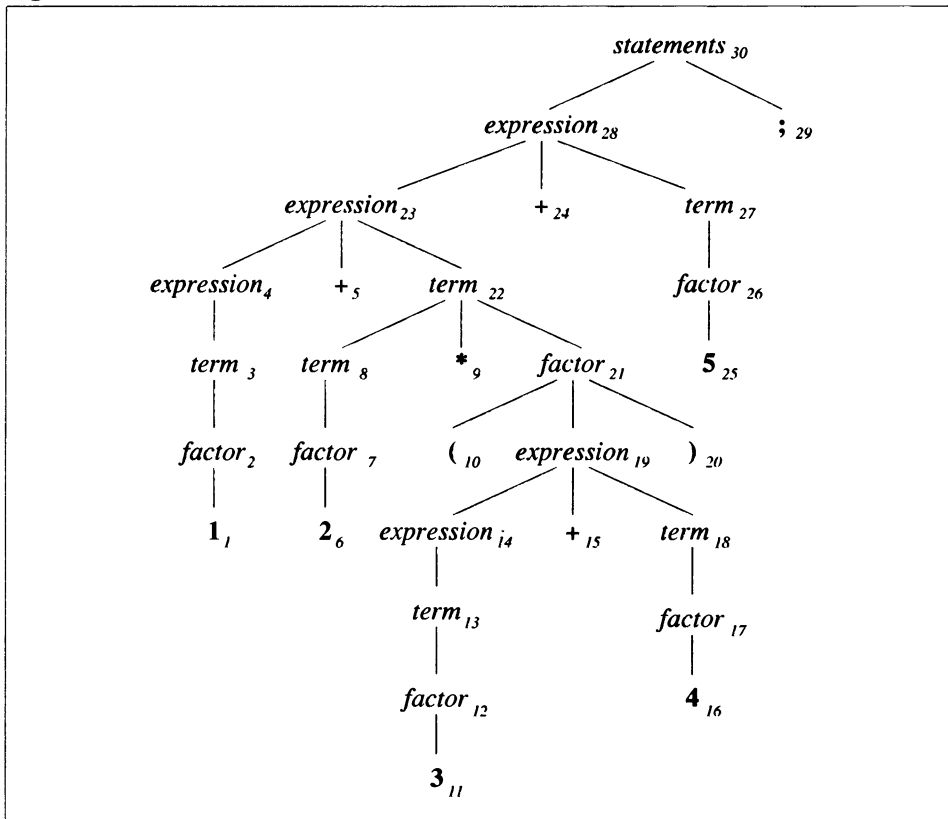 statements 30
expression 28 ; 29
expression 23 + 24 term 27
expression 4 + 5 term 22 factor 26
term 3 term 8 * 9 factor 21 5 25
factor 2 factor 7 ( 10 expression 19 ) 20
1 1 2 6 expression 14 + 15 term 18
term 13 factor 17
factor 12 4 16
3 11